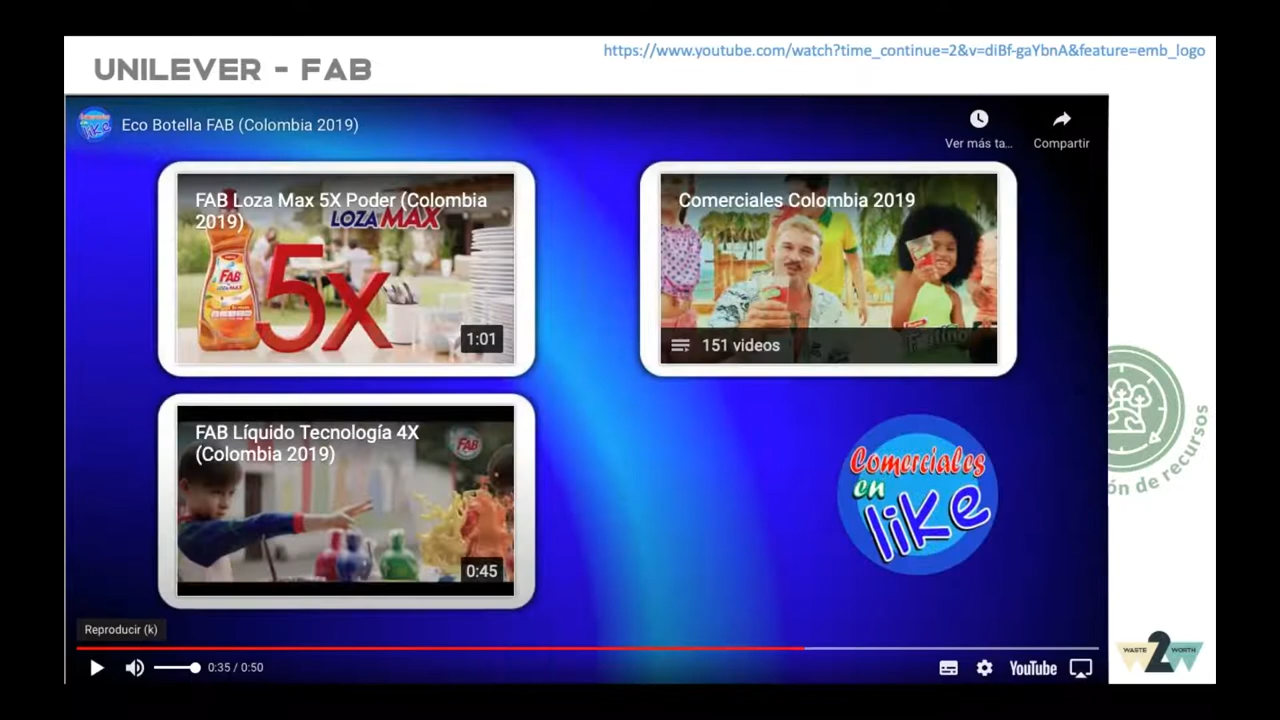 https://www.youtube.com/watch?time_continue=2&v=diBf-gaYbnA&feature=emb_logo
UNILEVER - FAB
Eco Botella FAB (Colombia 2019)
Ver más ta...
Compartir
FAB Loza Max 5X Poder (Colombia
2019)
LOZAMAX
FAB
LOZAMAX
5X
1:01
Comerciales Colombia 2019
151 videos
FAB Líquido Tecnología 4X
(Colombia 2019)
FAB
0:45
Comerciales
en
like
ón de recursos
Reproducir (k)
0:35 / 0:50
YouTube
WASTE 2 WORTH